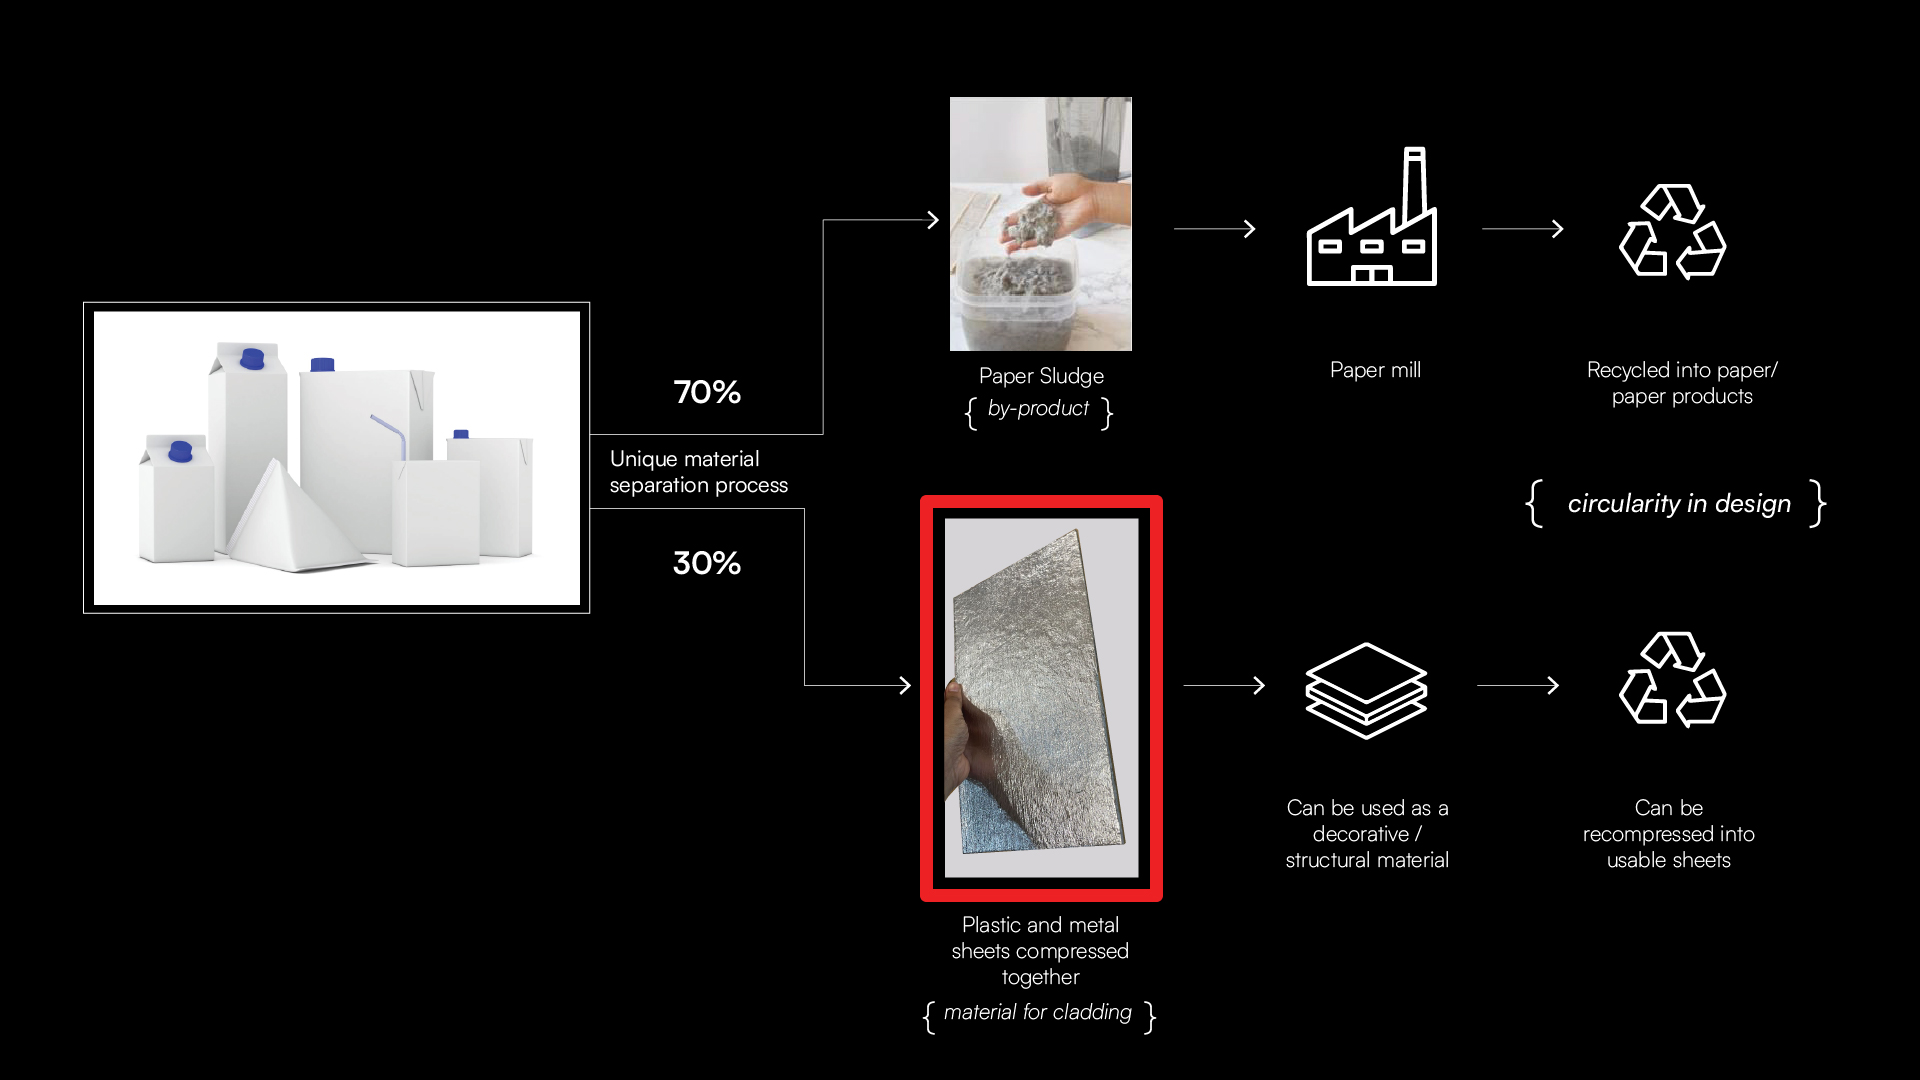 70%
Unique material
separation process
30%
Paper Sludge
{ by-product }
Paper mill
Recycled into paper/
paper products
{ circularity in design }
Plastic and metal
sheets compressed
together
{ material for cladding }
Can be used as a
decorative /
structural material
Can be
recompressed into
usable sheets